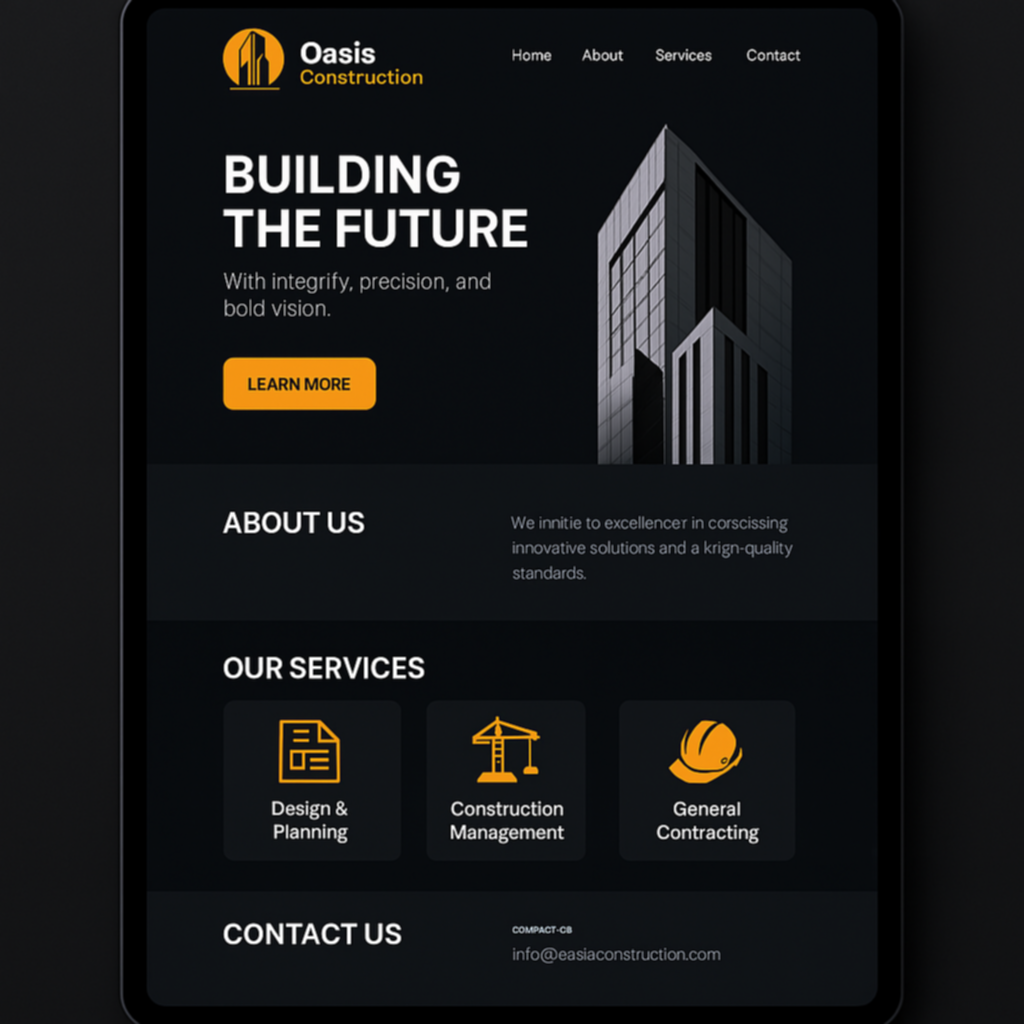 Oasis
Construction
Home About Services Contact
BUILDING
THE FUTURE
With integrify, precision, and
bold vision.
LEARN MORE
ABOUT US
We innitie to excellencer in corscissing
innovative solutions and a krign-quality
standards.
OUR SERVICES
Design &
Planning
Construction
Management
General
Contracting
CONTACT US
COMPACT-CB
info@easiaconstruction.com